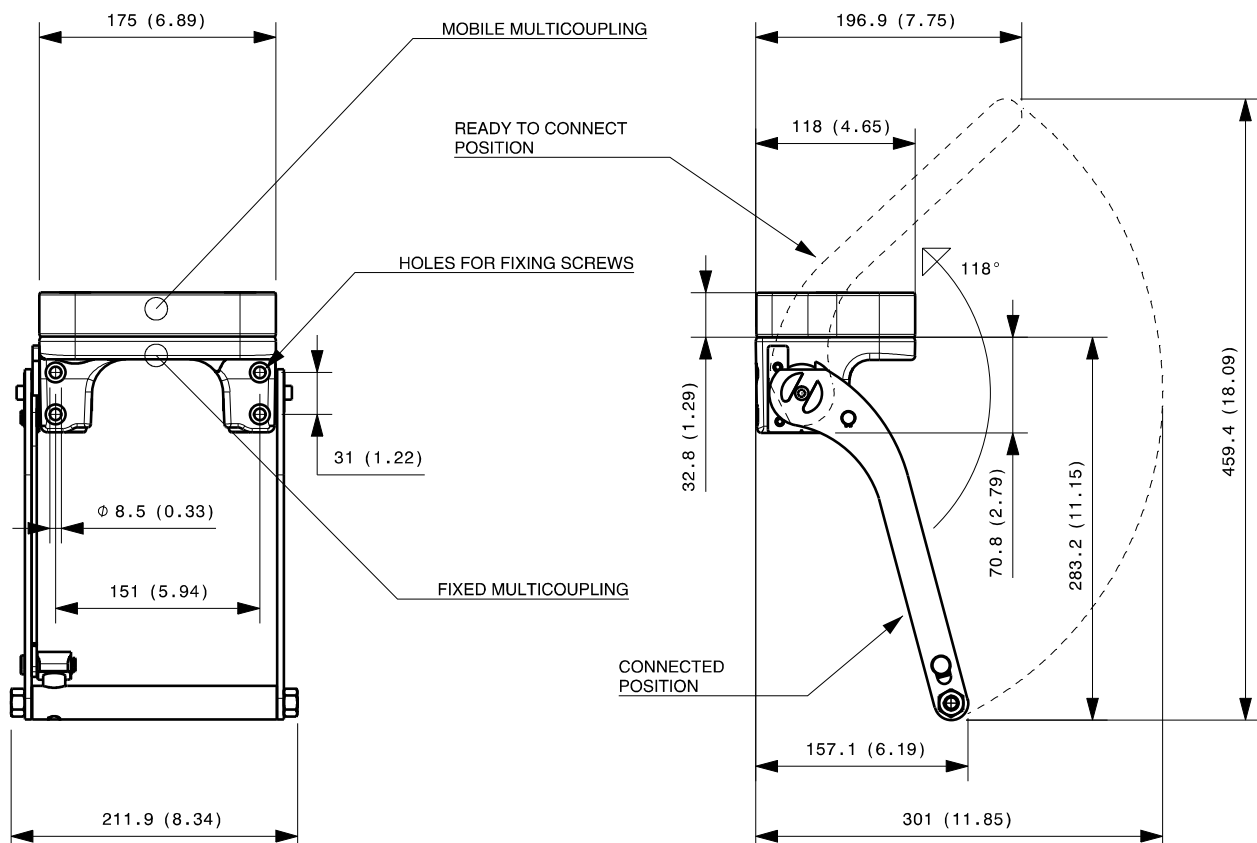 175 (6.89)
MOBILE MULTICOUPLING
196.9 (7.75)
READY TO CONNECT
POSITION
118 (4.65)
HOLES FOR FIXING SCREWS
118°
32.8 (1.29)
31 (1.22)
459.4 (18.09)
Φ 8.5 (0.33)
70.8 (2.79)
283.2 (11.15)
151 (5.94)
FIXED MULTICOUPLING
CONNECTED
POSITION
157.1 (6.19)
211.9 (8.34)
301 (11.85)